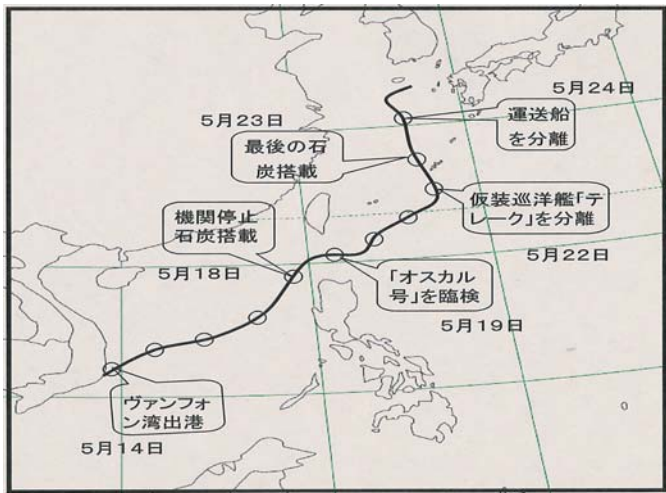 5月24日
運送船
を分離
5月23日
最後の石
炭搭載
仮装巡洋艦「テ
レーク」を分離
機関停止
石炭搭載
5月22日
5月18日
「オスカル
号」を臨検
5月19日
ヴァンフォ
ン湾出港
5月14日